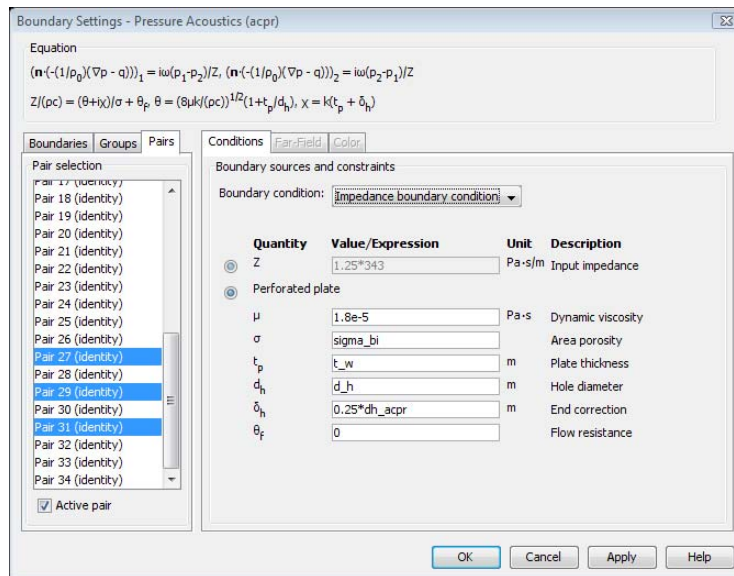 Boundary Settings - Pressure Acoustics (acpr)
Equation
(n·(-(1/ρ₀)(∇p - q)))₁ = iω(p₁-p₂)/Z, (n·(-(1/ρ₀)(∇p - q)))₂ = iω(p₂-p₁)/Z
Z/(ρc) = (θ+iχ)/σ + θf, θ = (8μk/(ρc))^1/2(1+tp/dh), χ = k(tp + δh)
Boundaries Groups Pairs
Conditions Far-Field Color
Pair selection
Pair 17 (identity)
Pair 18 (identity)
Pair 19 (identity)
Pair 20 (identity)
Pair 21 (identity)
Pair 22 (identity)
Pair 23 (identity)
Pair 24 (identity)
Pair 25 (identity)
Pair 26 (identity)
Pair 27 (identity)
Pair 28 (identity)
Pair 29 (identity)
Pair 30 (identity)
Pair 31 (identity)
Pair 32 (identity)
Pair 33 (identity)
Pair 34 (identity)
Active pair
Boundary sources and constraints
Boundary condition: Impedance boundary condition
Quantity Value/Expression Unit Description
Z 1.25*343 Pa·s/m Input impedance
Perforated plate
μ 1.8e-5 Pa·s Dynamic viscosity
σ sigma_bi Area porosity
tp t_w m Plate thickness
dh d_h m Hole diameter
δh 0.25*dh_acpr m End correction
θf 0 Flow resistance
OK Cancel Apply Help